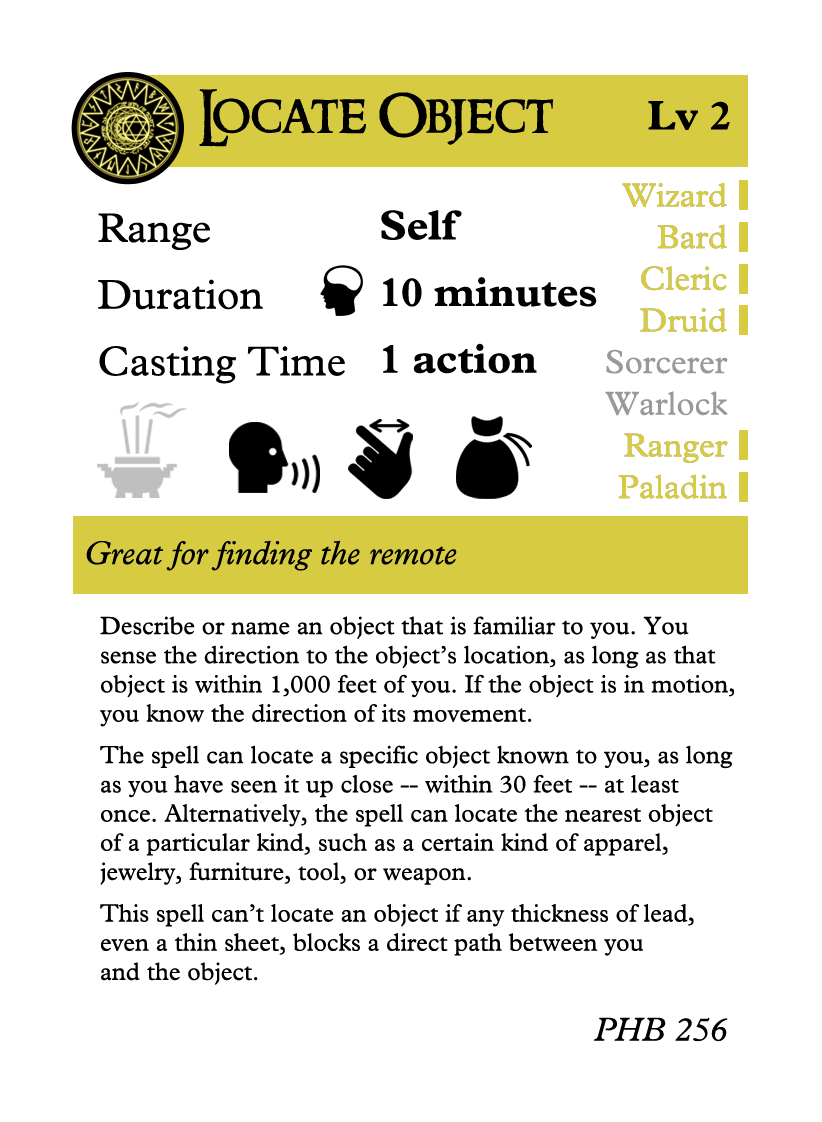 Locate Object Lv 2
Wizard
Bard
Cleric
Druid
Sorcerer
Warlock
Ranger
Paladin
Range Self
Duration 10 minutes
Casting Time 1 action
Great for finding the remote
Describe or name an object that is familiar to you. You
sense the direction to the object’s location, as long as that
object is within 1,000 feet of you. If the object is in motion,
you know the direction of its movement.
The spell can locate a specific object known to you, as long
as you have seen it up close -- within 30 feet -- at least
once. Alternatively, the spell can locate the nearest object
of a particular kind, such as a certain kind of apparel,
jewelry, furniture, tool, or weapon.
This spell can’t locate an object if any thickness of lead,
even a thin sheet, blocks a direct path between you
and the object.
PHB 256